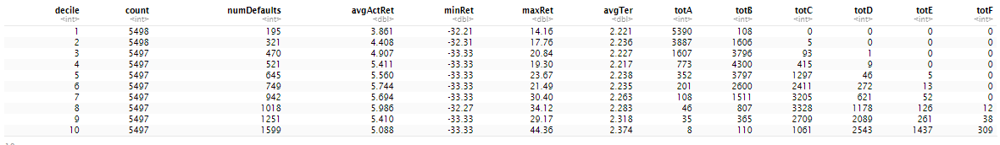 decile count numDefaults avgActRet minRet maxRet avgTer totA totB totC totD totE totF
<int> <int> <int> <dbl> <dbl> <dbl> <dbl> <int> <int> <int> <int> <int> <int>
1 5498 195 3.861 -32.21 14.16 2.221 5390 108 0 0 0 0
2 5498 321 4.408 -32.31 17.76 2.236 3887 1606 5 0 0 0
3 5497 470 4.907 -33.33 20.84 2.227 1607 3796 93 1 0 0
4 5497 521 5.411 -33.33 19.30 2.217 773 4300 415 9 0 0
5 5497 645 5.560 -33.33 23.67 2.238 352 3797 1297 46 5 0
6 5497 749 5.744 -33.33 21.49 2.235 201 2600 2411 272 13 0
7 5497 942 5.694 -33.33 30.40 2.263 108 1511 3205 621 52 0
8 5497 1018 5.986 -32.27 34.12 2.283 46 807 3328 1178 126 12
9 5497 1251 5.410 -33.33 29.17 2.318 35 365 2709 2089 261 38
10 5497 1599 5.088 -33.33 44.36 2.374 8 110 1061 2543 1437 309